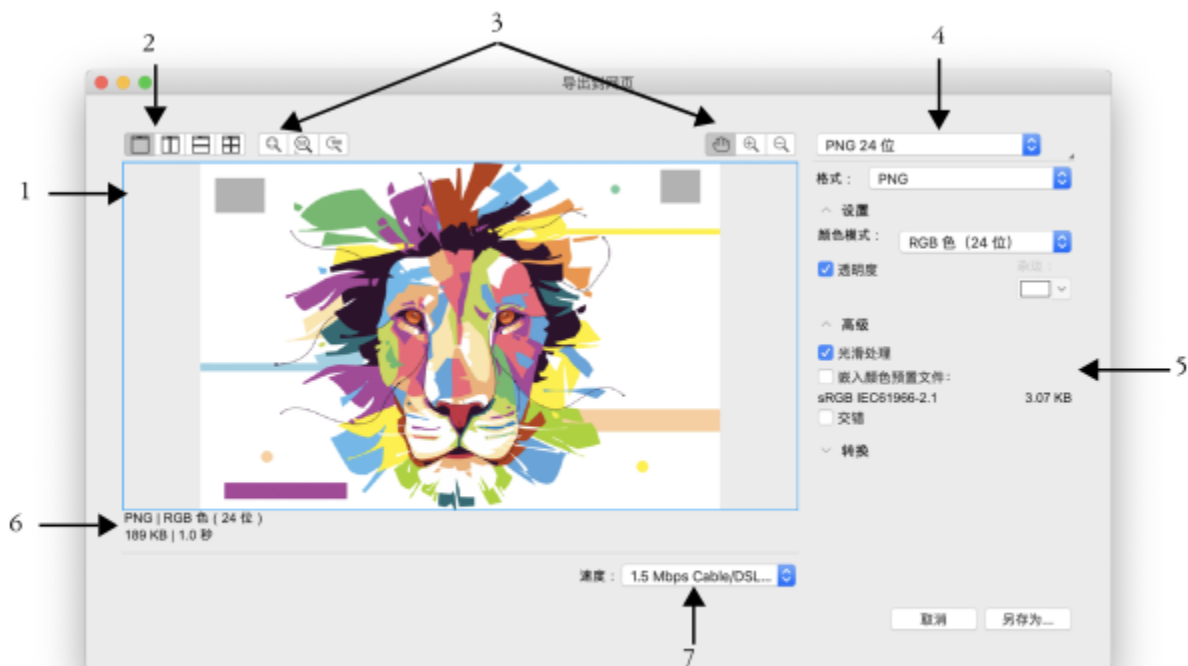 3
2
4
导出到网页
PNG 24 位
1
格式： PNG
设置
颜色模式： RGB 色（24 位）
透明度 杂边：
高级
光滑处理
5
嵌入颜色预置文件：
sRGB IEC61966-2.1 3.07 KB
交错
转换
PNG | RGB 色 ( 24 位 )
6
189 KB | 1.0 秒
速度： 1.5 Mbps Cable/DSL...
取消 另存为...
7